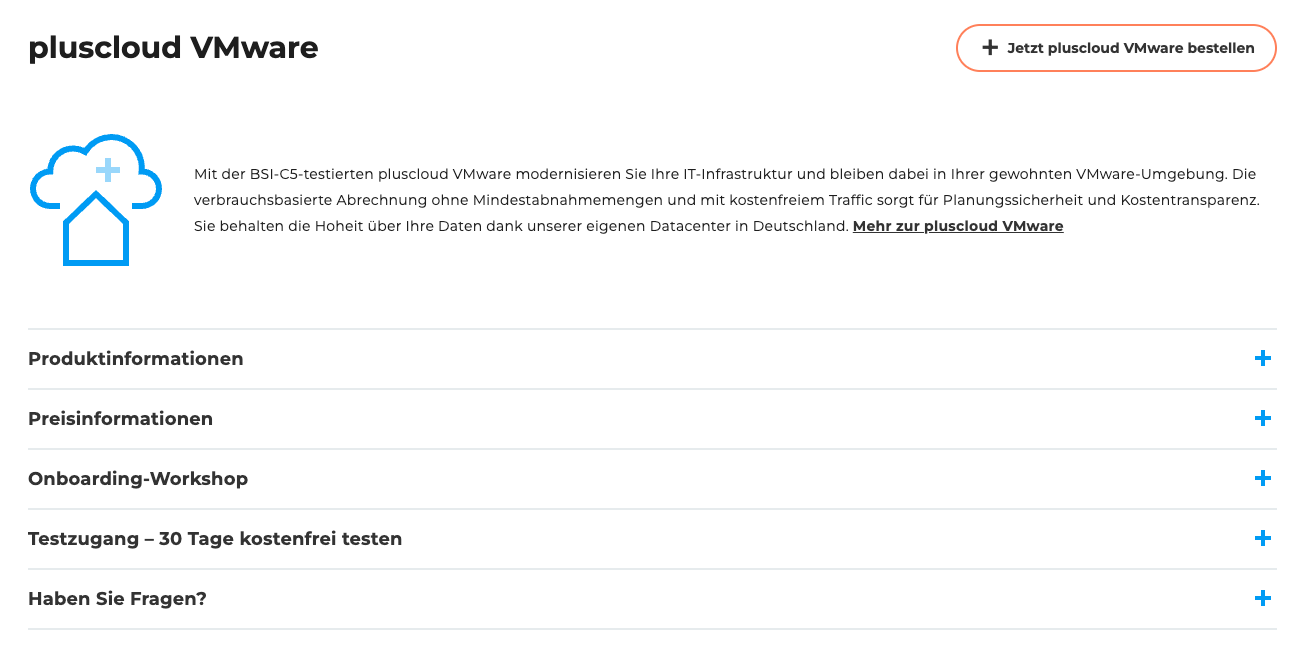 pluscloud VMware
Jetzt pluscloud VMware bestellen
Mit der BSI-C5-testierten pluscloud VMware modernisieren Sie Ihre IT-Infrastruktur und bleiben dabei in Ihrer gewohnten VMware-Umgebung. Die
verbrauchsbasierte Abrechnung ohne Mindestabnahmemengen und mit kostenfreiem Traffic sorgt für Planungssicherheit und Kostentransparenz.
Sie behalten die Hoheit über Ihre Daten dank unserer eigenen Datacenter in Deutschland. Mehr zur pluscloud VMware
Produktinformationen
Preisinformationen
Onboarding-Workshop
Testzugang – 30 Tage kostenfrei testen
Haben Sie Fragen?